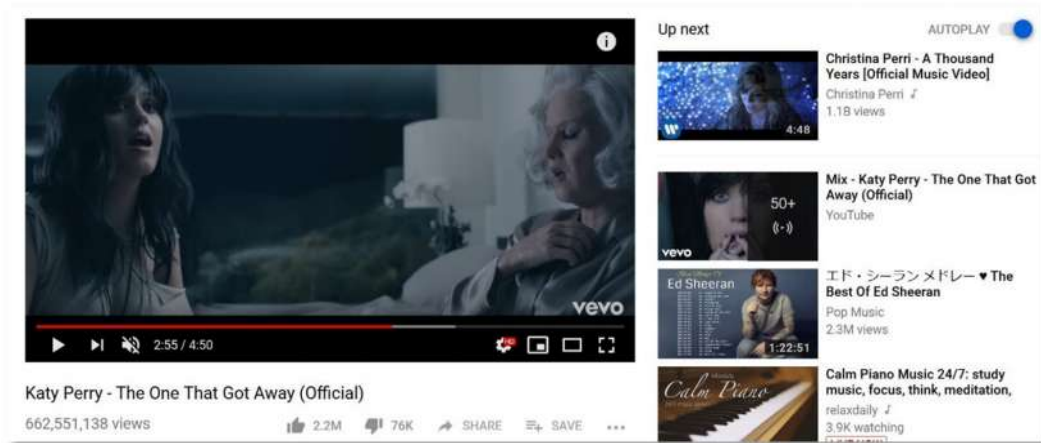 vevo
2:55 / 4:50
HD
Katy Perry - The One That Got Away (Official)
662,551,138 views
2.2M
76K
SHARE
SAVE
Up next
AUTOPLAY
4:48
Christina Perri - A Thousand
Years [Official Music Video]
Christina Perri
1.1B views
50+
vevo
Mix - Katy Perry - The One That Got
Away (Official)
YouTube
Ed Sheeran
1:22:51
エド・シーラン メドレー ♥ The
Best Of Ed Sheeran
Pop Music
2.3M views
Calm Piano
Calm Piano Music 24/7: study
music, focus, think, meditation,
relaxdaily
3.9K watching
LIVE NOW